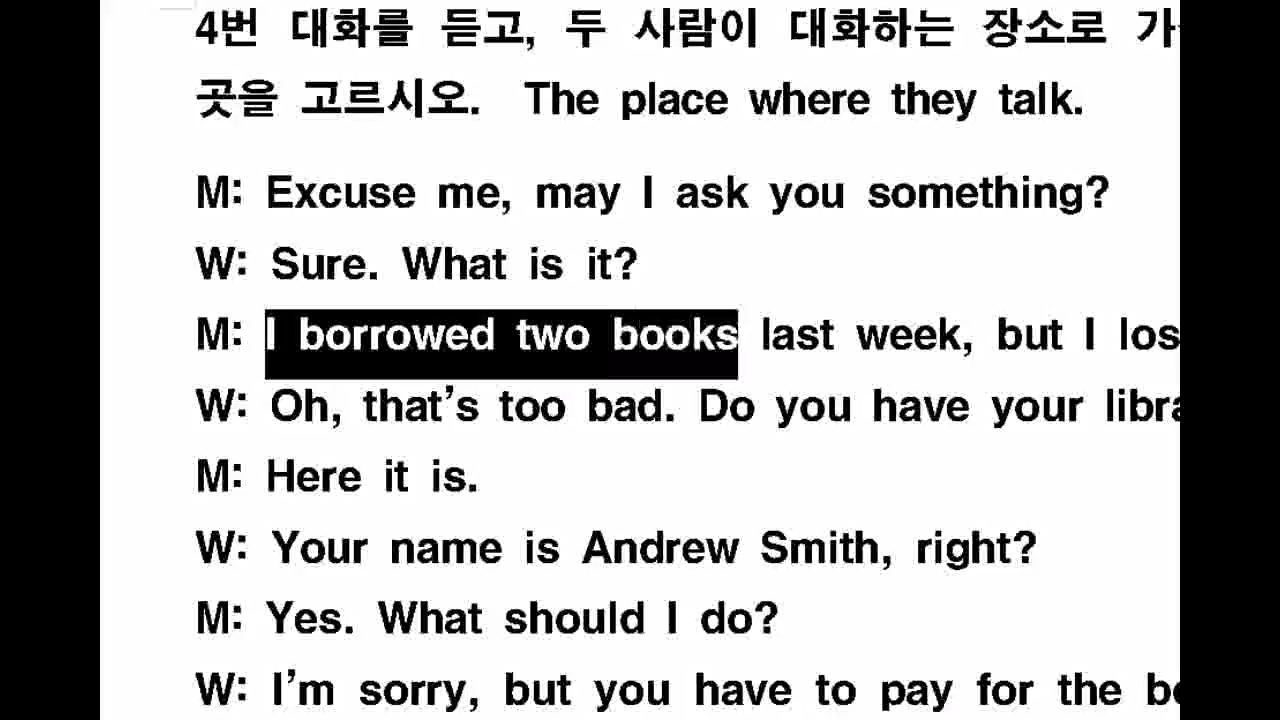 4번 대화를 듣고, 두 사람이 대화하는 장소로
곳을 고르시오. The place where they talk.
M: Excuse me, may I ask you something?
W: Sure. What is it?
M: I borrowed two books last week, but I
W: Oh, that's too bad. Do you have your
M: Here it is.
W: Your name is Andrew Smith, right?
M: Yes. What should I do?
W: I'm sorry, but you have to pay for the